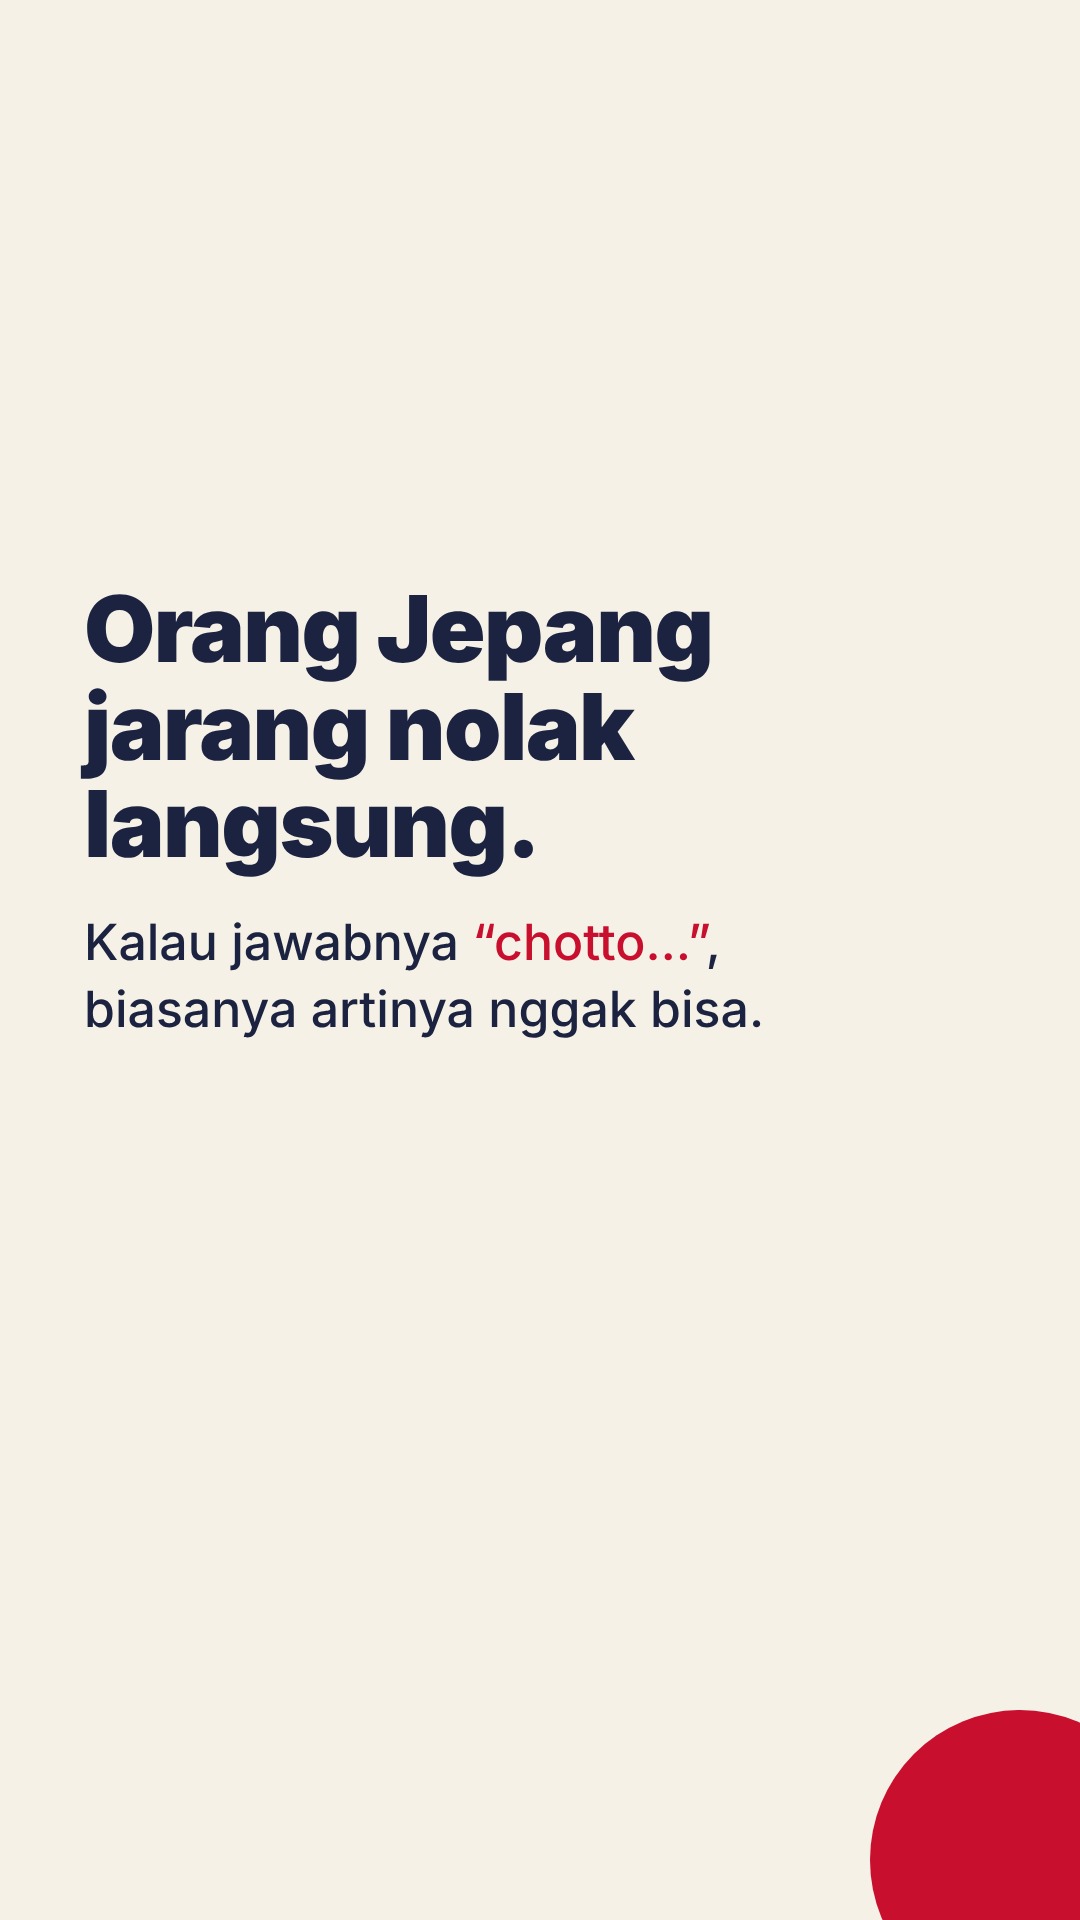 Orang Jepang
jarang nolak
langsung.
Kalau jawabnya “chotto…”,
biasanya artinya nggak bisa.